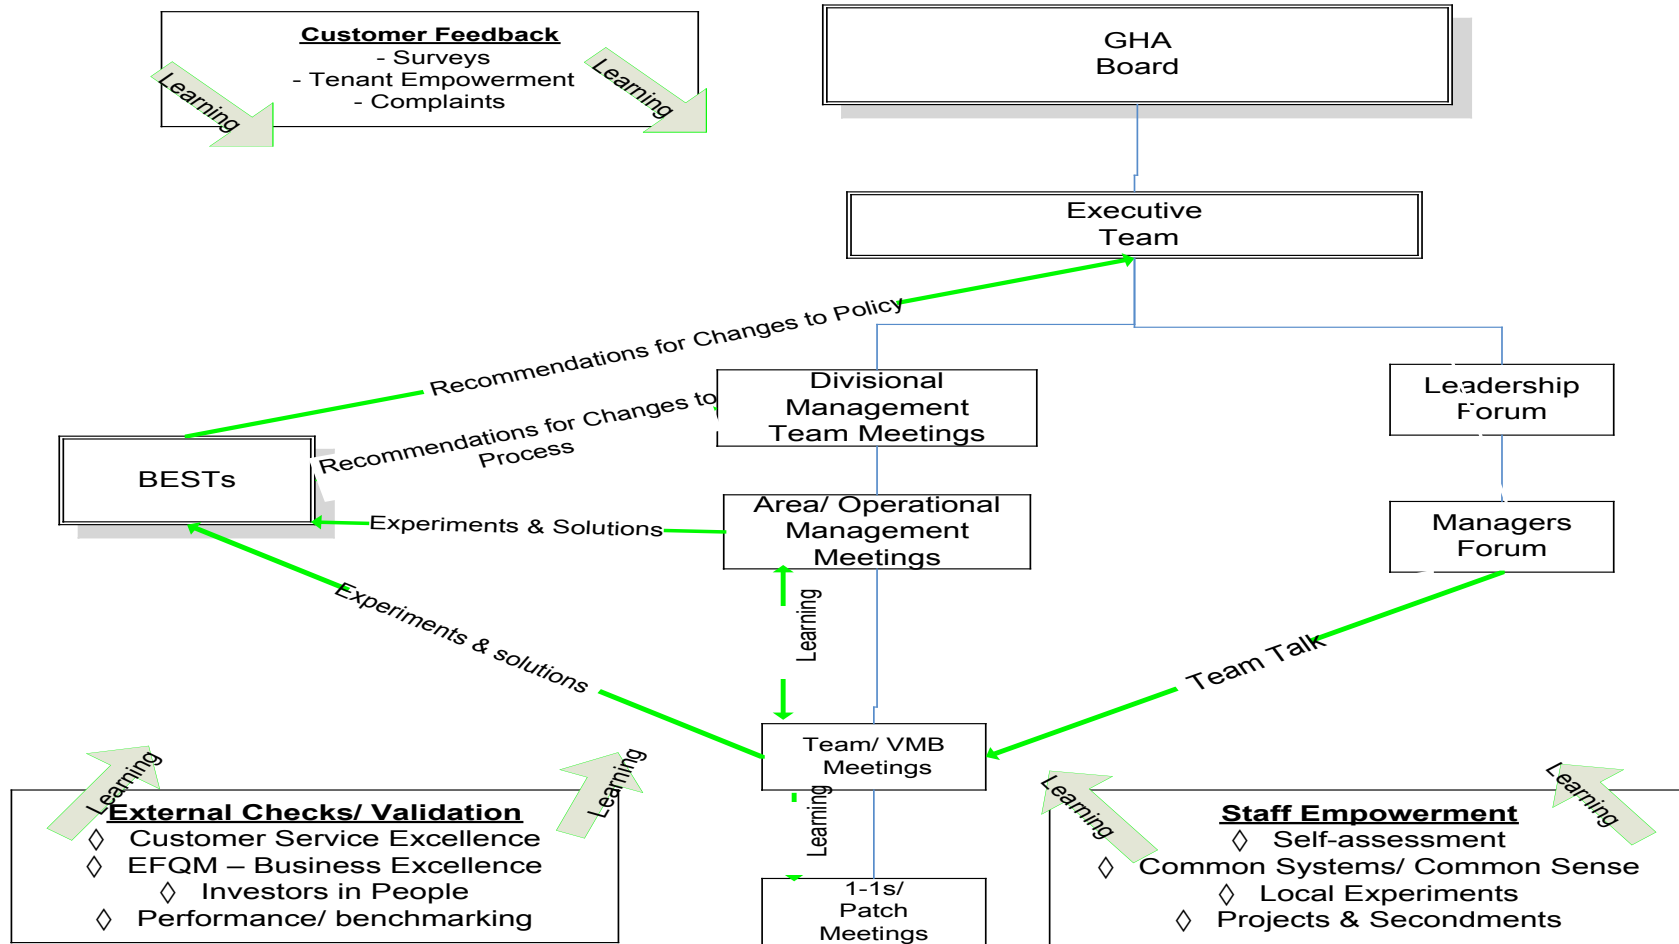 Customer Feedback
- Surveys
- Tenant Empowerment
- Complaints
Learning
Learning
GHA
Board
Executive
Team
Recommendations for Changes to Policy
Recommendations for Changes to
Process
Divisional
Management
Team Meetings
Leadership
Forum
BESTs
Experiments & Solutions
Area/ Operational
Management
Meetings
Managers
Forum
Experiments & solutions
Learning
Team Talk
Team/ VMB
Meetings
Learning
1-1s/
Patch
Meetings
Learning
Learning
External Checks/ Validation
◊ Customer Service Excellence
◊ EFQM – Business Excellence
◊ Investors in People
◊ Performance/ benchmarking
Learning
Learning
Staff Empowerment
◊ Self-assessment
◊ Common Systems/ Common Sense
◊ Local Experiments
◊ Projects & Secondments